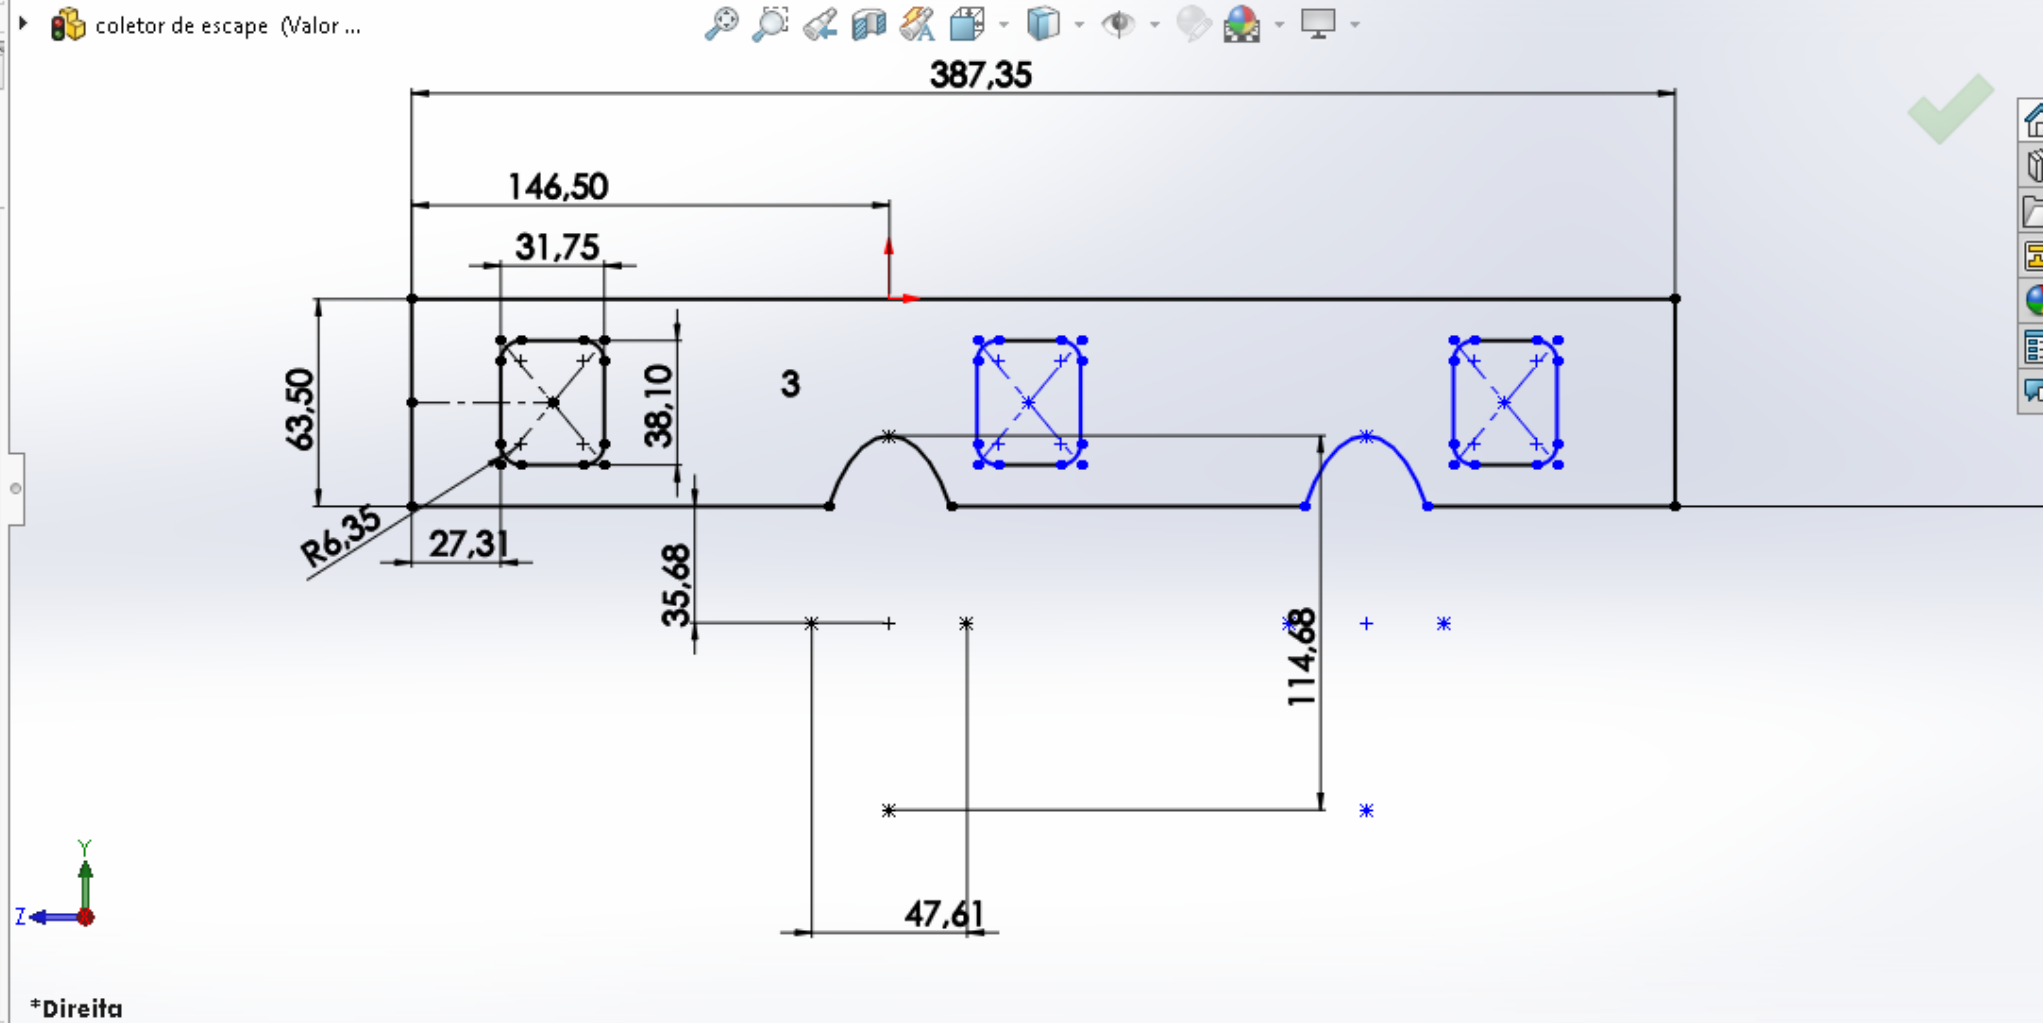 coletor de escape (Valor ...
387,35
146,50
31,75
63,50
38,10
3
R6,35
27,31
35,68
114,68
47,61
Y
Z
*Direita